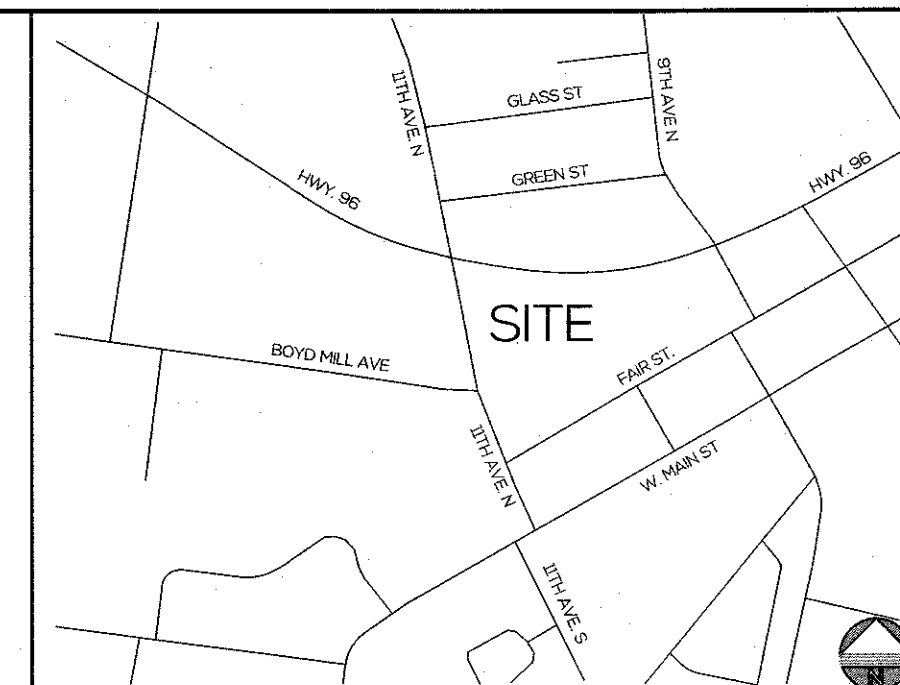 11TH AVE. N
9TH AVE N
GLASS ST
GREEN ST
HWY. 96
HWY. 96
SITE
BOYD MILL AVE
FAIR ST.
11TH AVE. N
W. MAIN ST
11TH AVE. S
N